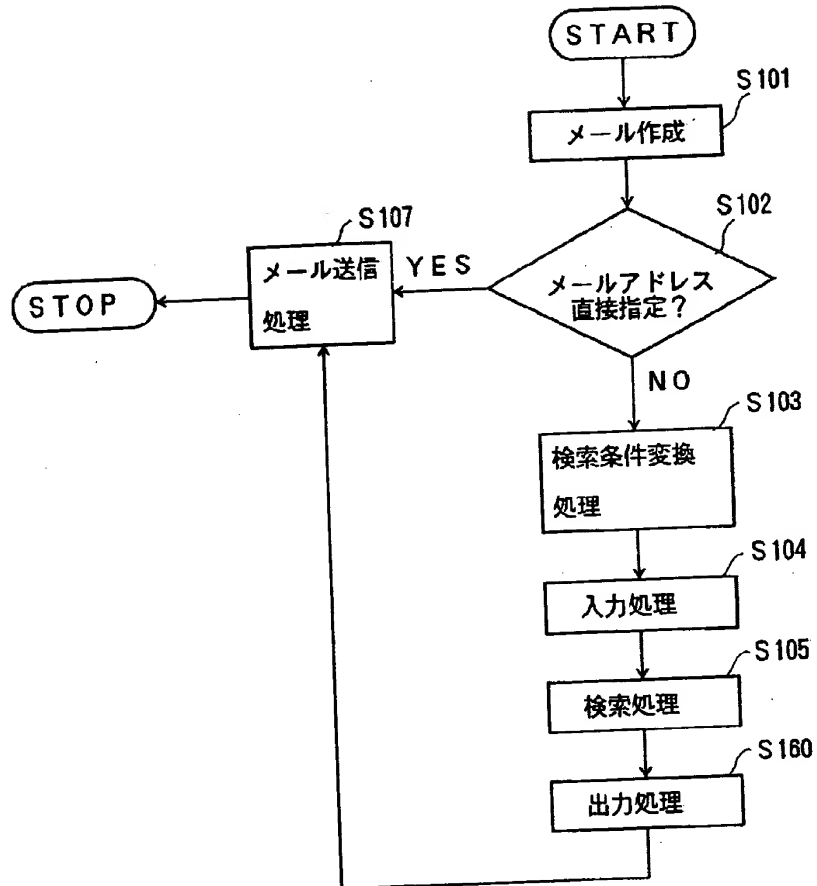 START
S101
メール作成
S102
メールアドレス
直接指定?
YES
S107
メール送信
処理
STOP
NO
S103
検索条件変換
処理
S104
入力処理
S105
検索処理
S160
出力処理